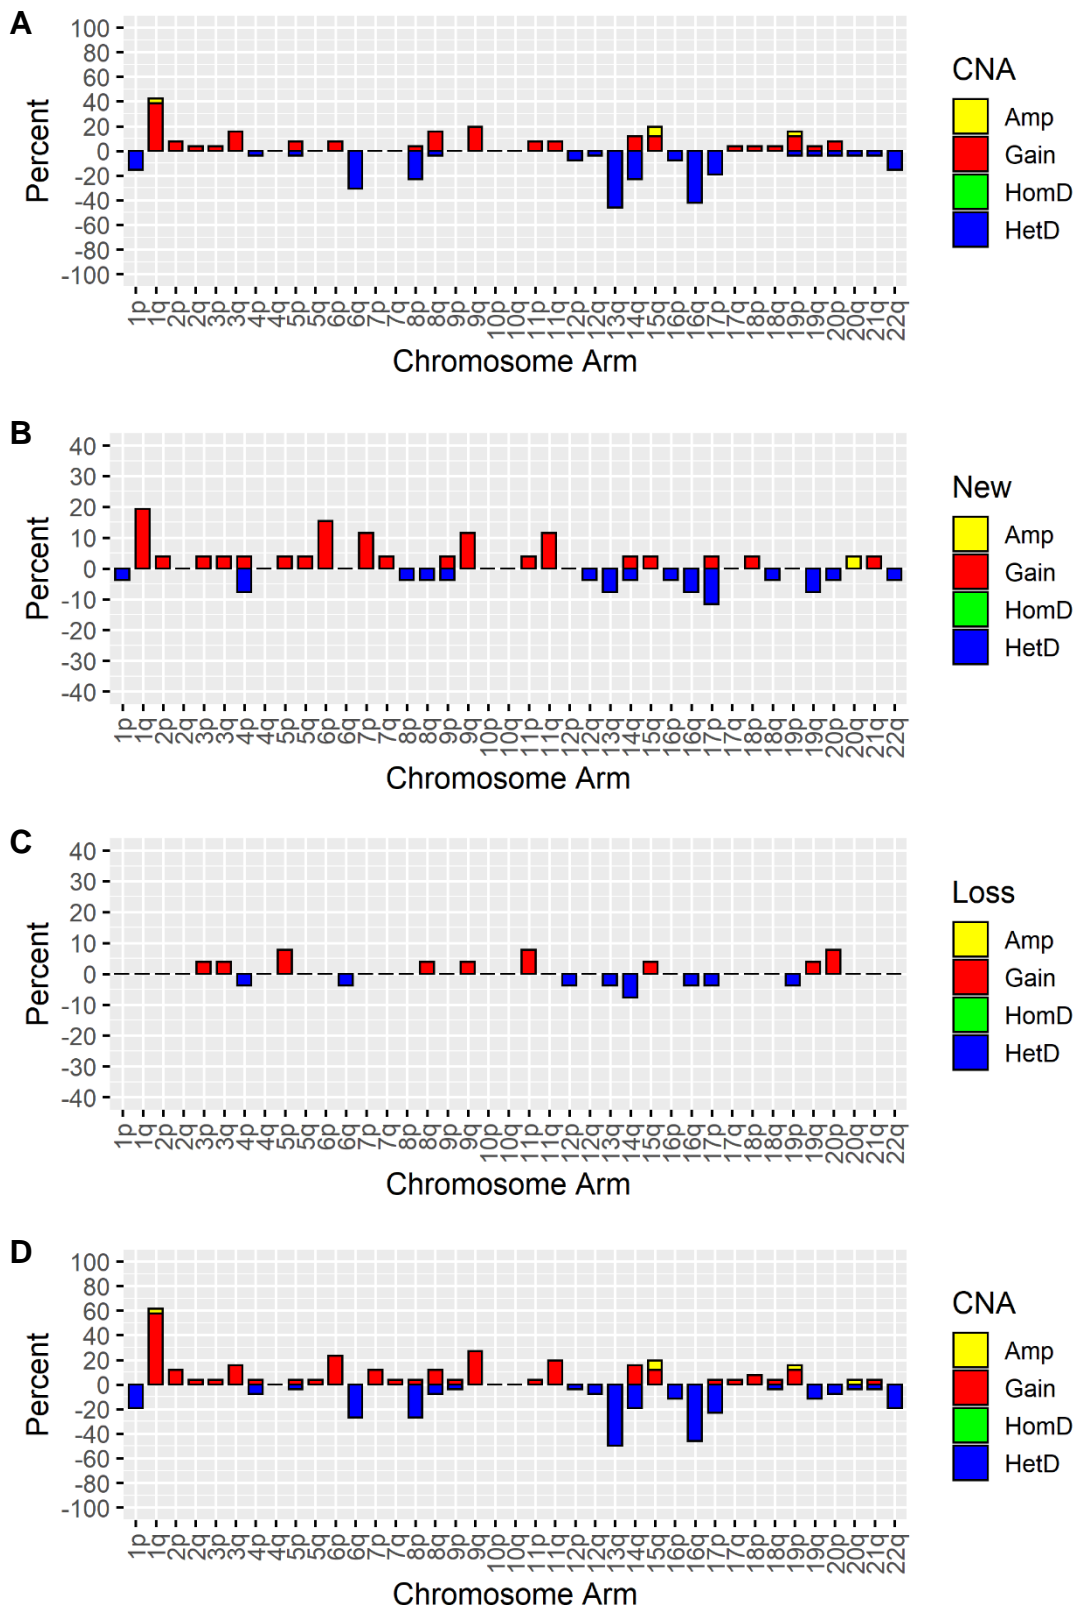 A
100
80
60
40
20
0
-20
-40
-60
-80
-100
Percent
1p 1q 2p 2q 3p 3q 4p 4q 5p 5q 6p 6q 7p 7q 8p 8q 9p 9q 10p 10q 11p 11q 12p 12q 13q 14q 15q 16p 16q 17p 17q 18p 18q 19p 19q 20p 20q 21q 22q
Chromosome Arm
CNA
Amp
Gain
HomD
HetD
B
40
30
20
10
0
-10
-20
-30
-40
Percent
1p 1q 2p 2q 3p 3q 4p 4q 5p 5q 6p 6q 7p 7q 8p 8q 9p 9q 10p 10q 11p 11q 12p 12q 13q 14q 15q 16p 16q 17p 17q 18p 18q 19p 19q 20p 20q 21q 22q
Chromosome Arm
New
Amp
Gain
HomD
HetD
C
40
30
20
10
0
-10
-20
-30
-40
Percent
1p 1q 2p 2q 3p 3q 4p 4q 5p 5q 6p 6q 7p 7q 8p 8q 9p 9q 10p 10q 11p 11q 12p 12q 13q 14q 15q 16p 16q 17p 17q 18p 18q 19p 19q 20p 20q 21q 22q
Chromosome Arm
Loss
Amp
Gain
HomD
HetD
D
100
80
60
40
20
0
-20
-40
-60
-80
-100
Percent
1p 1q 2p 2q 3p 3q 4p 4q 5p 5q 6p 6q 7p 7q 8p 8q 9p 9q 10p 10q 11p 11q 12p 12q 13q 14q 15q 16p 16q 17p 17q 18p 18q 19p 19q 20p 20q 21q 22q
Chromosome Arm
CNA
Amp
Gain
HomD
HetD